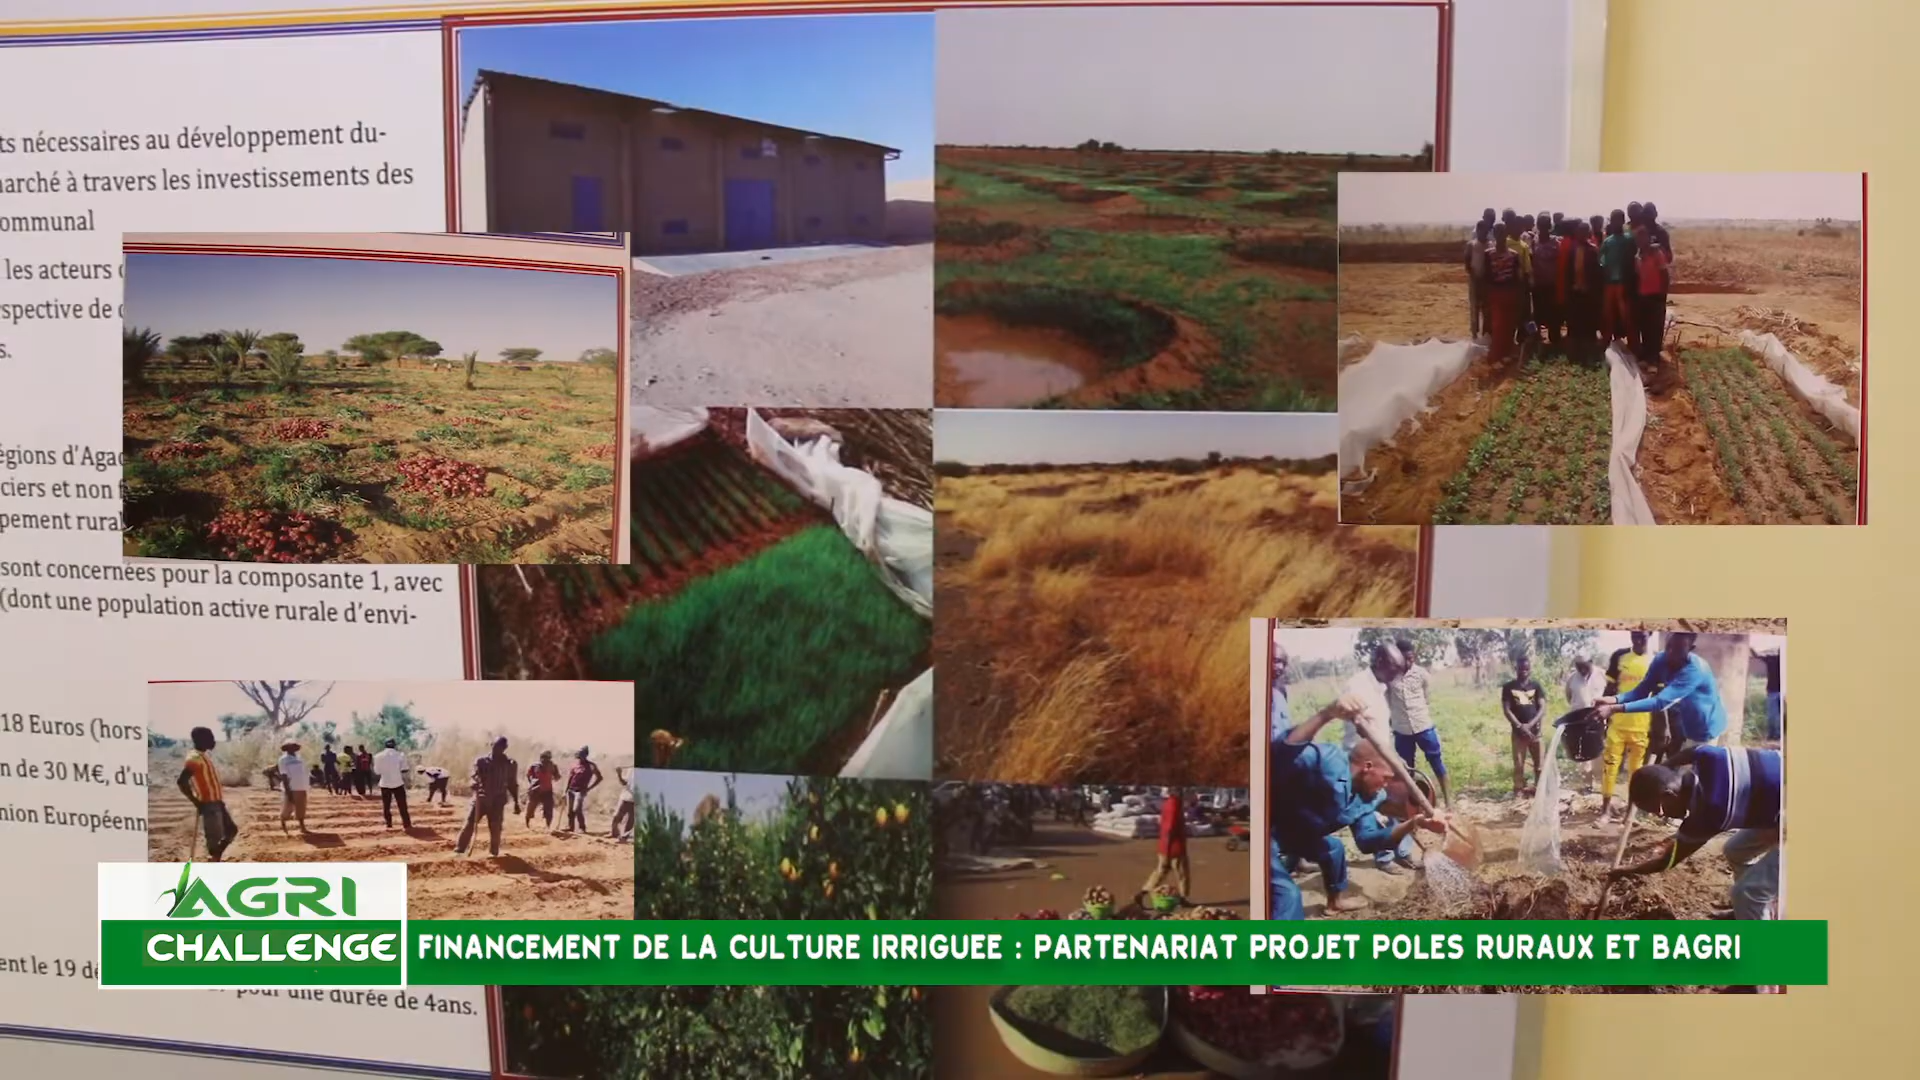 ts nécessaires au développement du-
arché à travers les investissements des
ommunal
les acteurs
spective de
s.
égions d'Aga
ciers et non
pement rural
sont concernées pour la composante 1, avec
(dont une population active rurale d'envi-
18 Euros (hors
n de 30 M€, d'u
nion Européenn
ent le 19 dé
pour une durée de 4ans.
AGRI
CHALLENGE
FINANCEMENT DE LA CULTURE IRRIGUEE : PARTENARIAT PROJET POLES RURAUX ET BAGRI